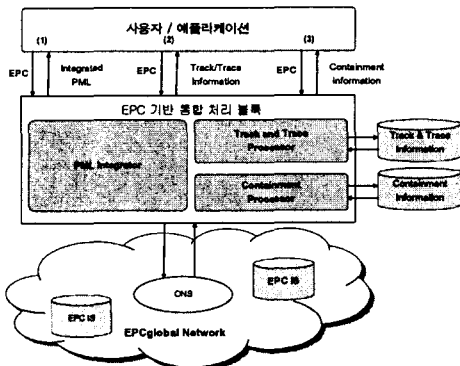 사용자 / 애플리케이션
(1) (2) (3)
EPC
Integrated
PML
EPC
Track/Trace
Information
EPC
Containment
Information
EPC 기반 통합 처리 블록
PML Integrator
Track and Trace
Processor
Containment
Processor
Track & Trace
Information
Containment
Information
ONS
EPC IS
EPC IS
EPCglobal Network